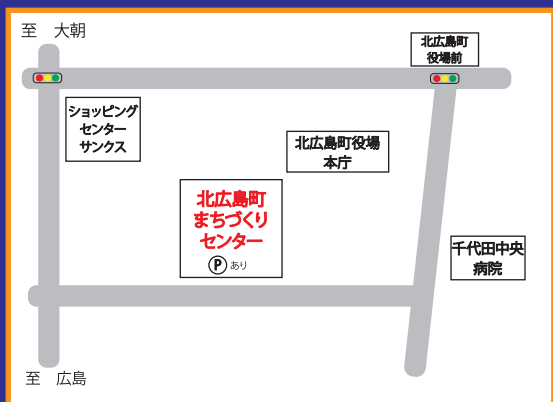 至 大朝
北広島町
役場前
ショッピング
センター
サンクス
北広島町役場
本庁
北広島町
まちづくり
センター
P あり
千代田中央
病院
至 広島